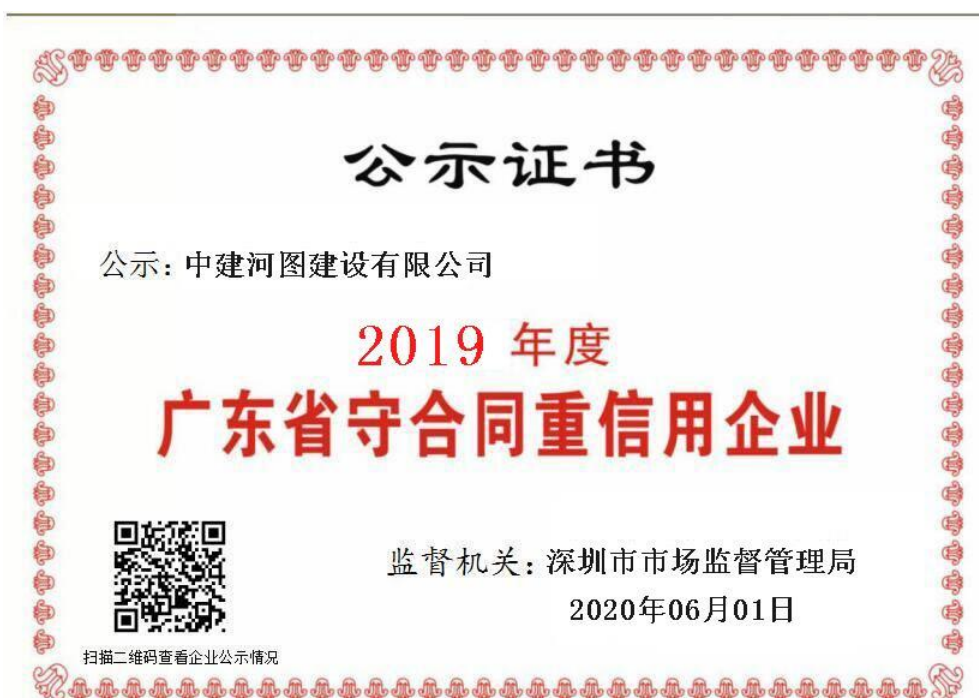 公示证书
公示：中建河图建设有限公司
2019 年度
广东省守合同重信用企业
监督机关：深圳市市场监督管理局
2020年06月01日
扫描二维码查看企业公示情况